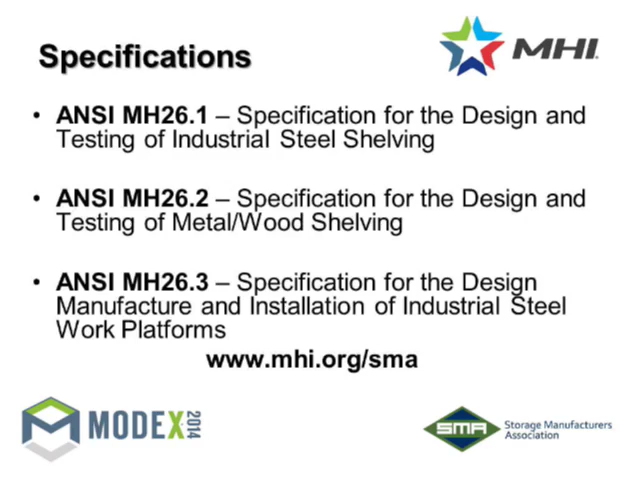 Specifications
MHI
• ANSI MH26.1 – Specification for the Design and
Testing of Industrial Steel Shelving
• ANSI MH26.2 – Specification for the Design and
Testing of Metal/Wood Shelving
• ANSI MH26.3 – Specification for the Design
Manufacture and Installation of Industrial Steel
Work Platforms
www.mhi.org/sma
MODEX 2014
SMA
Storage Manufacturers
Association